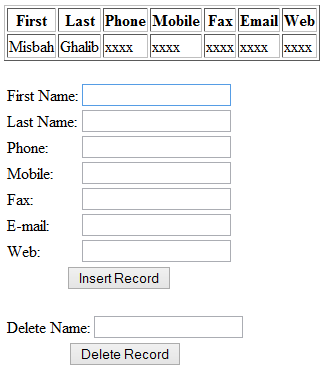 First Last Phone Mobile Fax Email Web
Misbah Ghalib xxxx xxxx xxxx xxxx xxxx
First Name:
Last Name:
Phone:
Mobile:
Fax:
E-mail:
Web:
Insert Record
Delete Name:
Delete Record